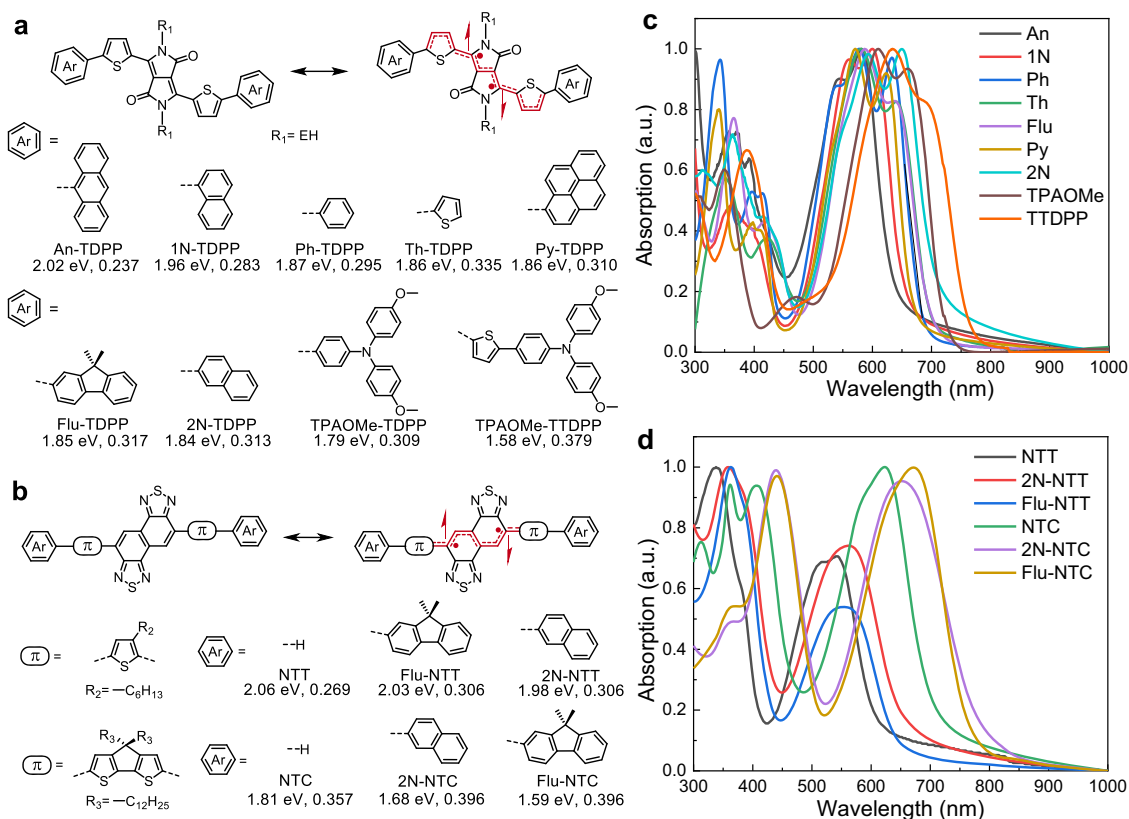 a
R1
N
O
S
Ar
S
Ar
O
N
R1
R1
N
O
S
Ar
S
Ar
O
N
R1
R1= EH
Ar =
S
An-TDPP
1N-TDPP
Ph-TDPP
Th-TDPP
Py-TDPP
2.02 eV, 0.237
1.96 eV, 0.283
1.87 eV, 0.295
1.86 eV, 0.335
1.86 eV, 0.310
Ar =
O
N
O
S
O
N
O
Flu-TDPP
2N-TDPP
TPAOMe-TDPP
TPAOMe-TTDPP
1.85 eV, 0.317
1.84 eV, 0.313
1.79 eV, 0.309
1.58 eV, 0.379
b
S
N N
Ar
π
π
Ar
N N
S
S
N N
Ar
π
π
Ar
N N
S
π =
R2
S
R2= —C6H13
Ar =
--H
NTT
Flu-NTT
2N-NTT
2.06 eV, 0.269
2.03 eV, 0.306
1.98 eV, 0.306
π =
R3 R3
S S
R3= —C12H25
Ar =
--H
NTC
2N-NTC
Flu-NTC
1.81 eV, 0.357
1.68 eV, 0.396
1.59 eV, 0.396
c
Absorption (a.u.)
1.0
0.8
0.6
0.4
0.2
0.0
An
1N
Ph
Th
Flu
Py
2N
TPAOMe
TTDPP
300 400 500 600 700 800 900 1000
Wavelength (nm)
d
Absorption (a.u.)
1.0
0.8
0.6
0.4
0.2
0.0
NTT
2N-NTT
Flu-NTT
NTC
2N-NTC
Flu-NTC
300 400 500 600 700 800 900 1000
Wavelength (nm)